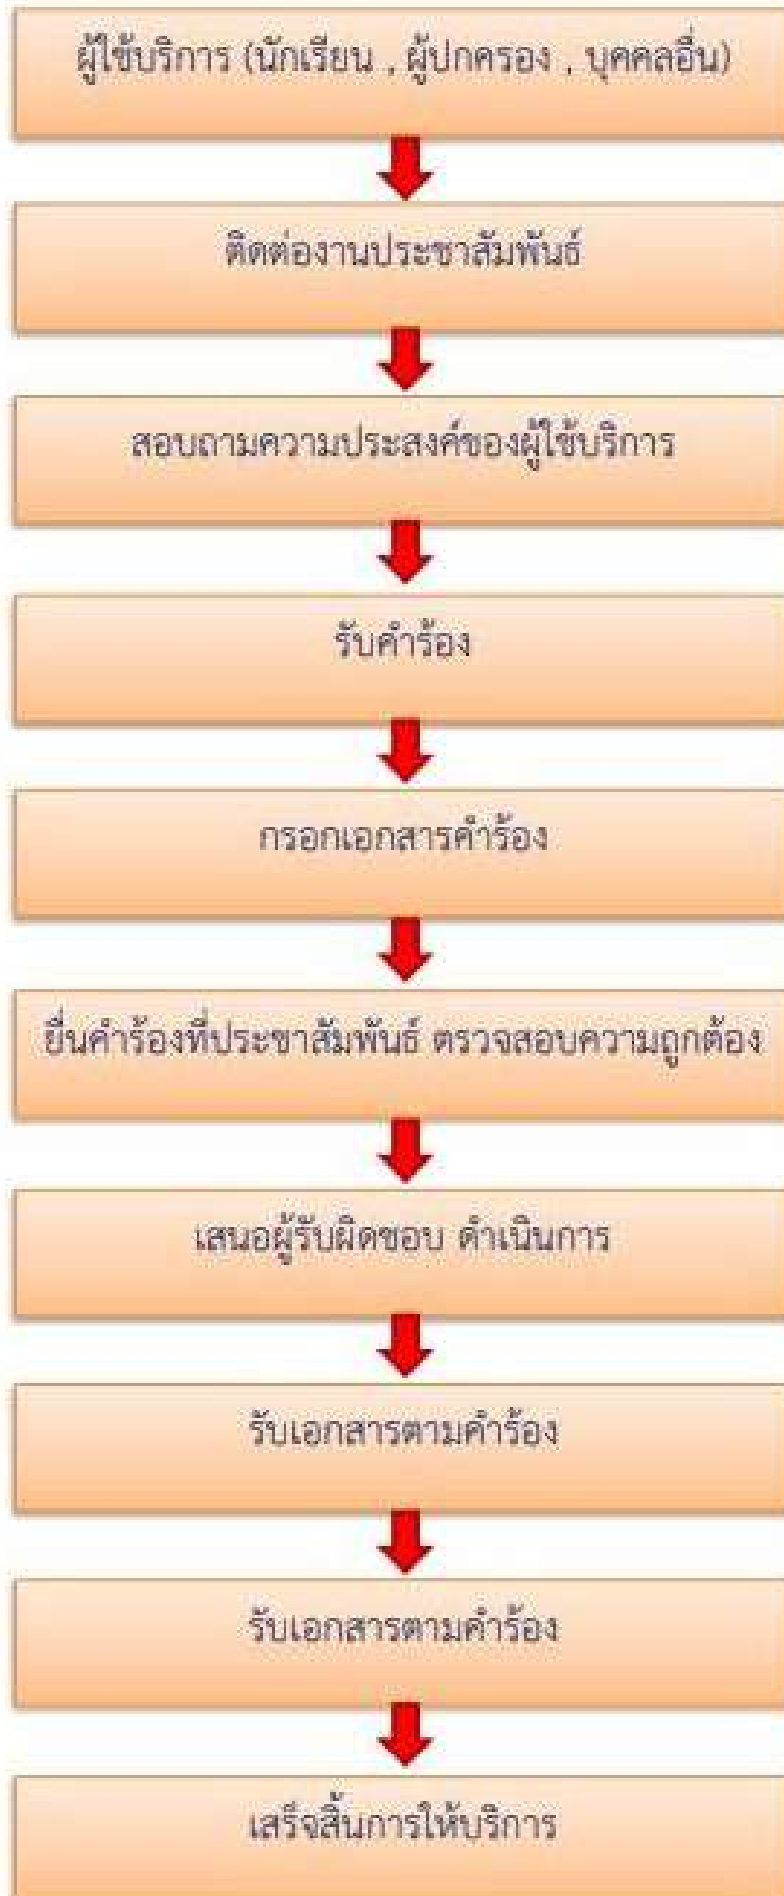 ผู้ใช้บริการ (นักเรียน , ผู้ปกครอง , บุคคลอื่น)
ติดต่องานประชาสัมพันธ์
สอบถามความประสงค์ของผู้ใช้บริการ
รับคำร้อง
กรอกเอกสารคำร้อง
ยื่นคำร้องที่ประชาสัมพันธ์ ตรวจสอบความถูกต้อง
เสนอผู้รับผิดชอบ ดำเนินการ
รับเอกสารตามคำร้อง
รับเอกสารตามคำร้อง
เสร็จสิ้นการให้บริการ